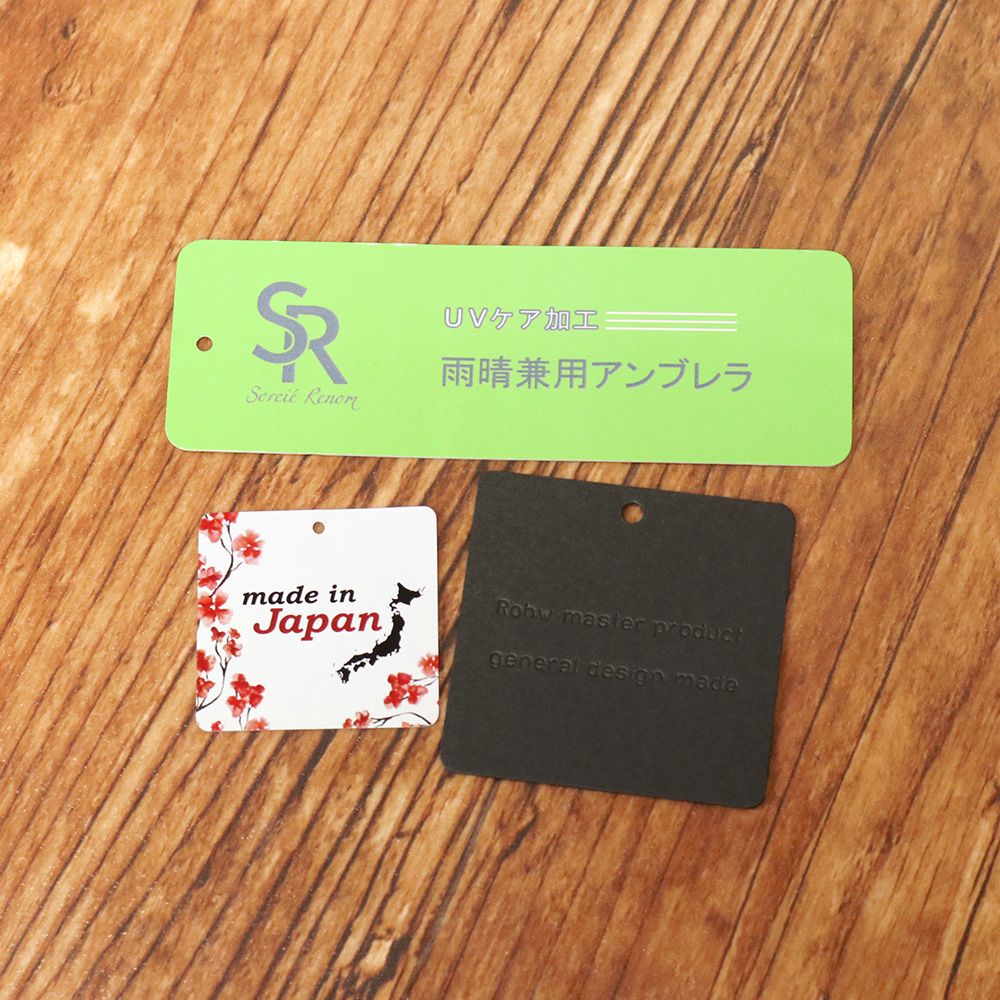 SR
Sorcié Renom
UVケア加工
雨晴兼用アンブレラ
made in
Japan
Rohw master product
general design made